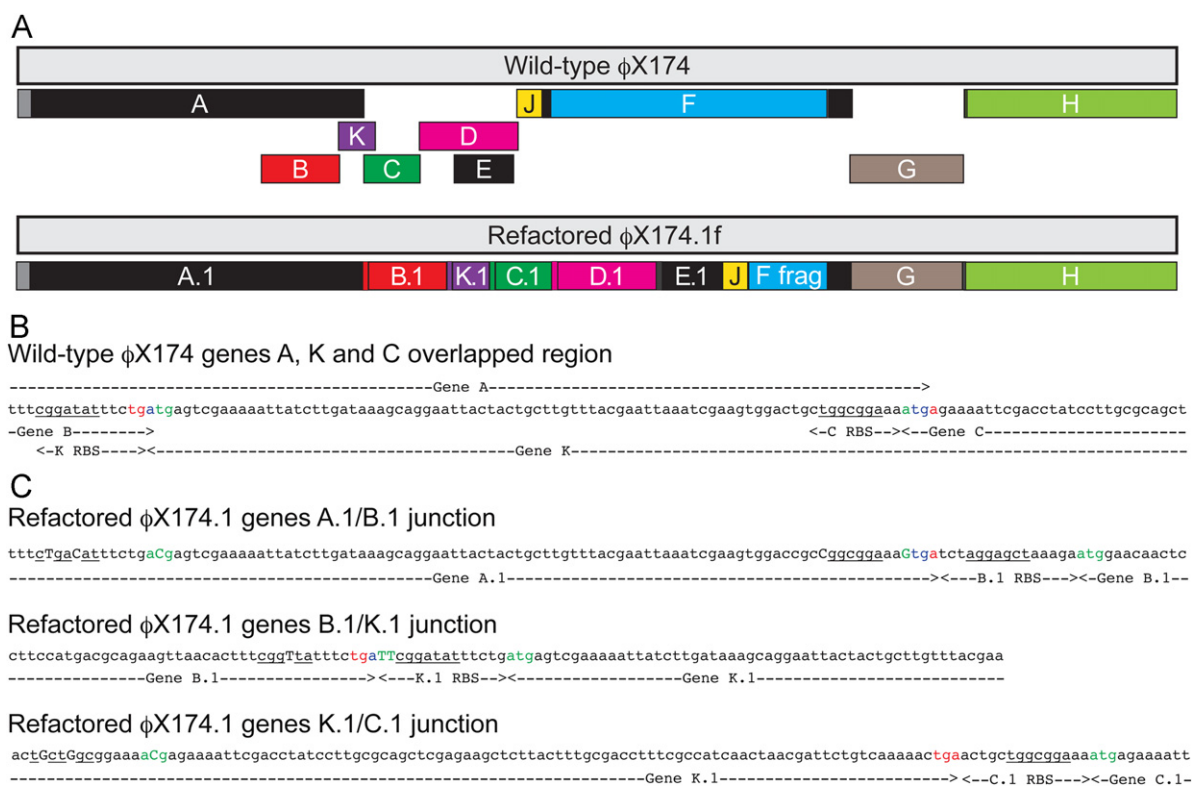 A
Wild-type ϕX174
A J F H
K D
B C E G
Refactored ϕX174.1f
A.1 B.1 K.1 C.1 D.1 E.1 J F frag G H
B
Wild-type ϕX174 genes A, K and C overlapped region
-----------------------------------------------------Gene A----------------------------------------------------->
tttcggatatttctgatgagtcgaaaaattatcttgataaagcaggaattactactgcttgtttacgaattaaatcgaagtggactgctggcggaaaatgagaaaattcgacctatccttgcgcagct
-Gene B--------> <-C RBS--><-Gene C-------------------------
<-K RBS----><-----------------------------------------------Gene K--------------------------------------------------------------------------------
C
Refactored ϕX174.1 genes A.1/B.1 junction
tttcTgaCatttctgaCgagtcgaaaaattatcttgataaagcaggaattactactgcttgtttacgaattaaatcgaagtggaccgcCggcggaaaGtgatctaggagctaaagaatggaacaactc
-----------------------------------------------------Gene A.1------------------------------------------------><---B.1 RBS----><-Gene B.1--
Refactored ϕX174.1 genes B.1/K.1 junction
cttccatgacgcagaagttaacactttcggTtatttctgatTTcggatatttctgatgagtcgaaaaattatcttgataaagcaggaattactactgcttgtttacgaa
---------------Gene B.1-----------------><---K.1 RBS---><-------------------Gene K.1---------------------------
Refactored ϕX174.1 genes K.1/C.1 junction
actGctGgcggaaaaCgagaaaattcgacctatccttgcgcagctcgagaagctcttactttgcgacctttcgccatcaactaacgattctgtcaaaaactgaactgctggcggaaaatgagaaaatt
---------------------------------------------------------------------Gene K.1-------------------------><--C.1 RBS---><-Gene C.1-